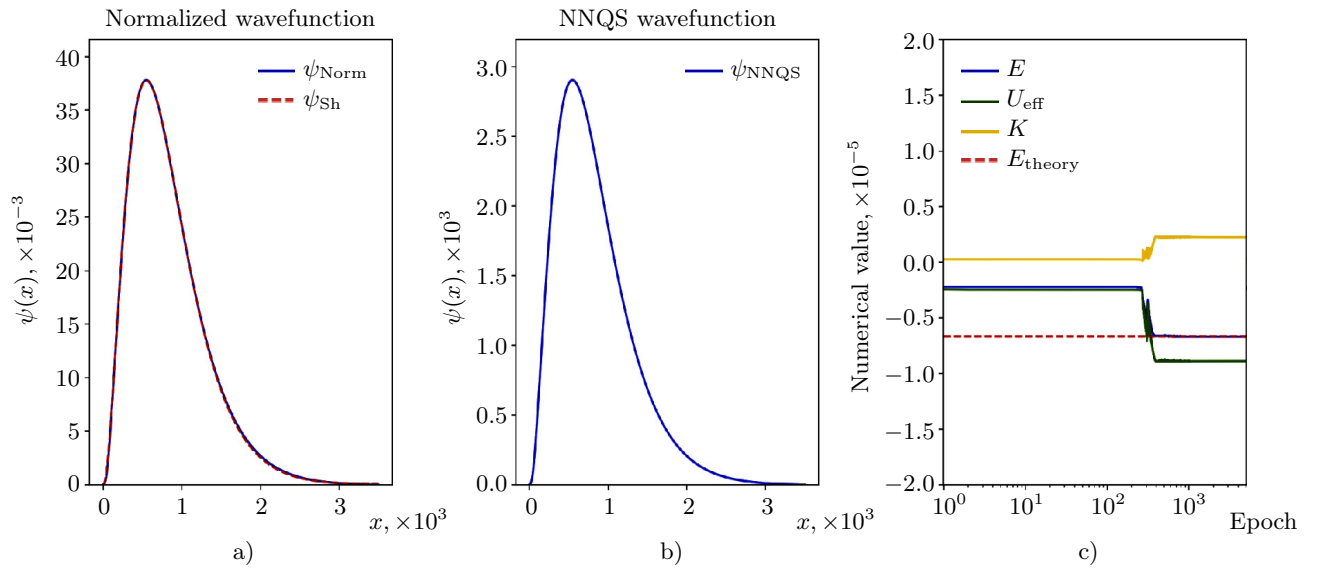 Normalized wavefunction
40
35
30
25
20
15
10
5
0
ψ(x), ×10⁻³
ψNorm
ψSh
0
1
2
3
x, ×10³
a)
NNQS wavefunction
3.0
2.5
2.0
1.5
1.0
0.5
0.0
ψ(x), ×10³
ψNNQS
0
1
2
3
x, ×10³
b)
2.0
1.5
1.0
0.5
0.0
−0.5
−1.0
−1.5
−2.0
Numerical value, ×10⁻⁵
E
Ueff
K
Etheory
10⁰
10¹
10²
10³
Epoch
c)